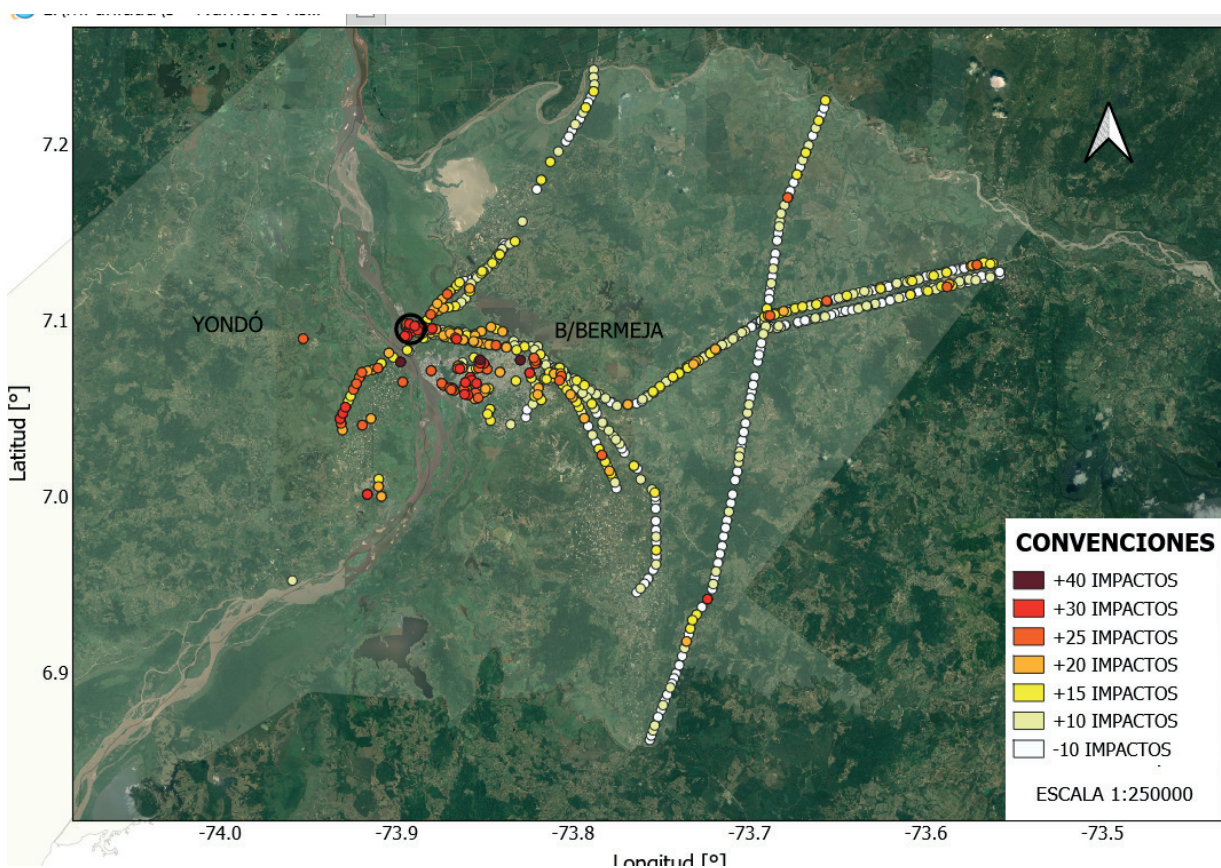 7.2
7.1
7.0
6.9
Latitud [°]
YONDÓ
B/BERMEJA
CONVENCIONES
+40 IMPACTOS
+30 IMPACTOS
+25 IMPACTOS
+20 IMPACTOS
+15 IMPACTOS
+10 IMPACTOS
-10 IMPACTOS
ESCALA 1:250000
-74.0 -73.9 -73.8 -73.7 -73.6 -73.5
Longitud [°]